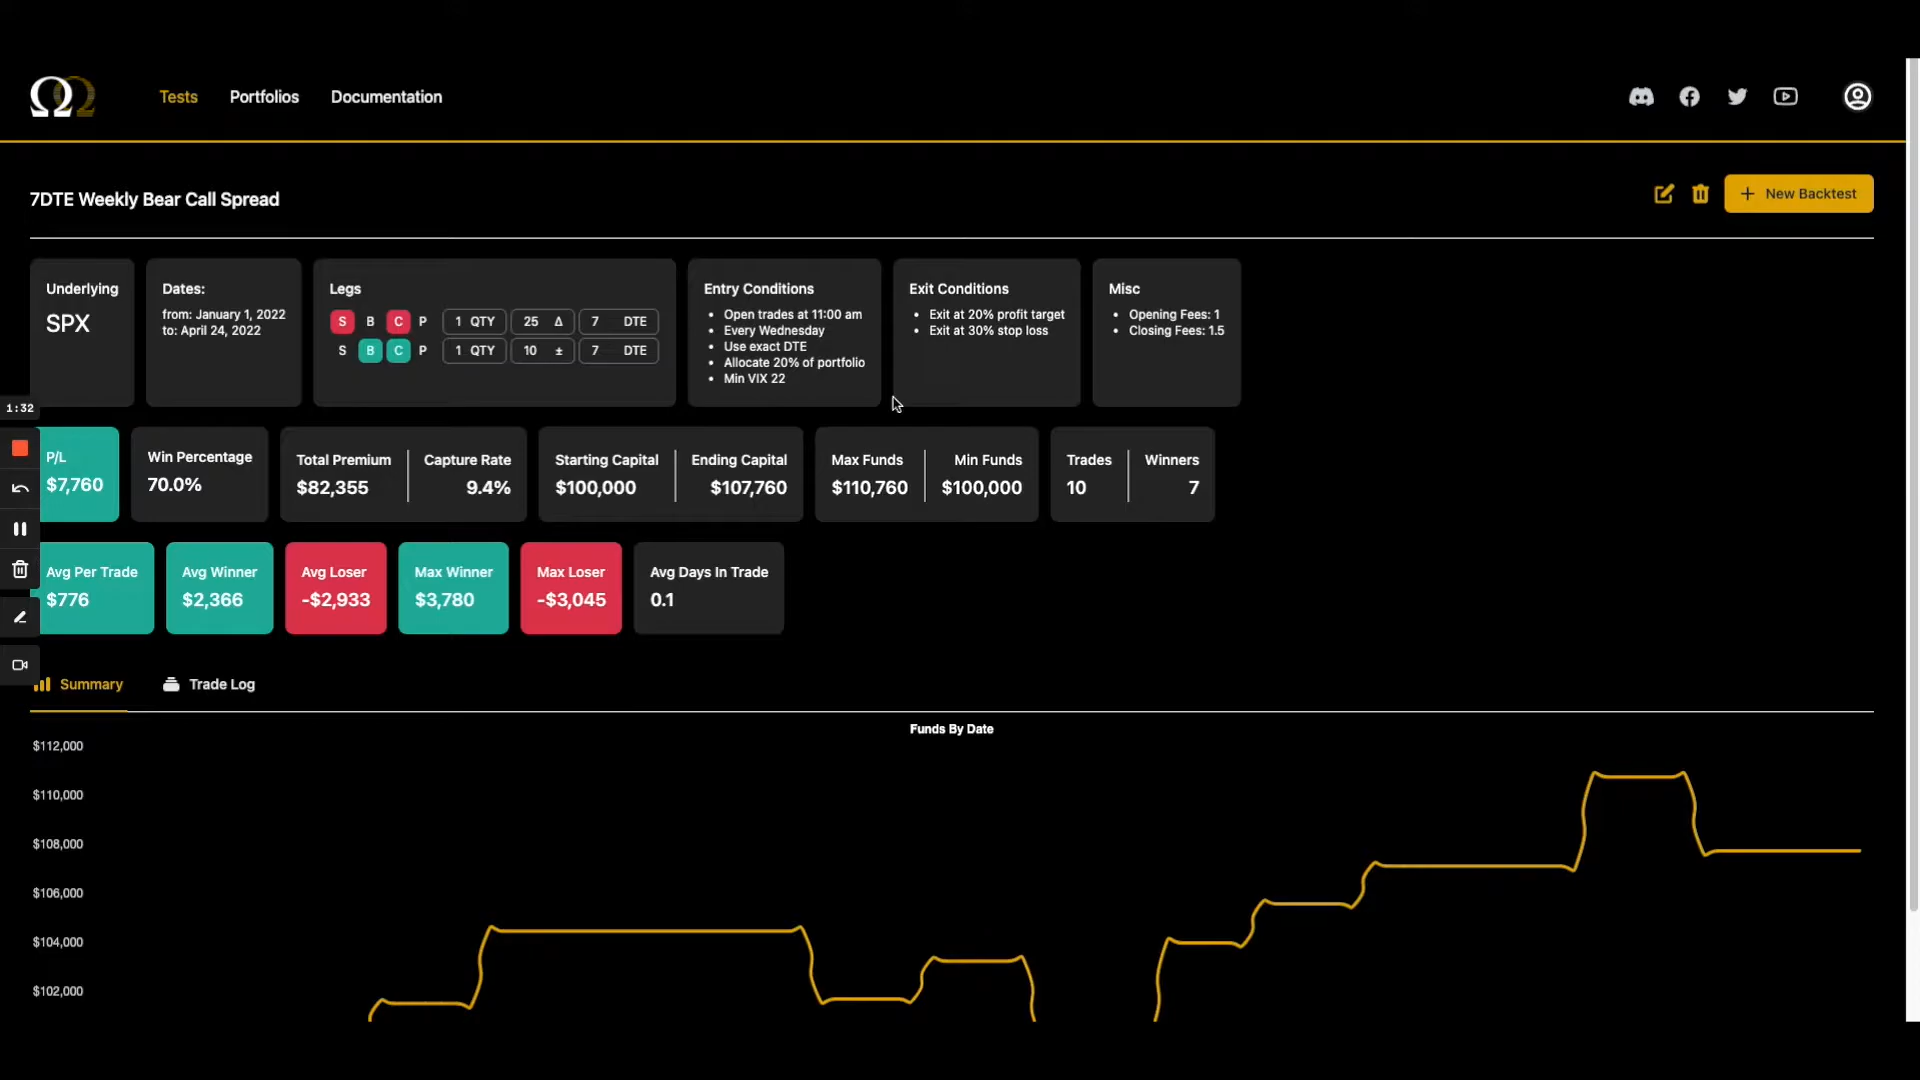 ΩΩ
Tests Portfolios Documentation
7DTE Weekly Bear Call Spread
+ New Backtest
Underlying
SPX
Dates:
from: January 1, 2022
to: April 24, 2022
Legs
S B C P 1 QTY 25 Δ 7 DTE
S B C P 1 QTY 10 ± 7 DTE
Entry Conditions
• Open trades at 11:00 am
• Every Wednesday
• Use exact DTE
• Allocate 20% of portfolio
• Min VIX 22
Exit Conditions
• Exit at 20% profit target
• Exit at 30% stop loss
Misc
• Opening Fees: 1
• Closing Fees: 1.5
1:32
P/L
$7,760
Win Percentage
70.0%
Total Premium
$82,355
Capture Rate
9.4%
Starting Capital
$100,000
Ending Capital
$107,760
Max Funds
$110,760
Min Funds
$100,000
Trades
10
Winners
7
Avg Per Trade
$776
Avg Winner
$2,366
Avg Loser
-$2,933
Max Winner
$3,780
Max Loser
-$3,045
Avg Days In Trade
0.1
Summary
Trade Log
Funds By Date
$112,000
$110,000
$108,000
$106,000
$104,000
$102,000